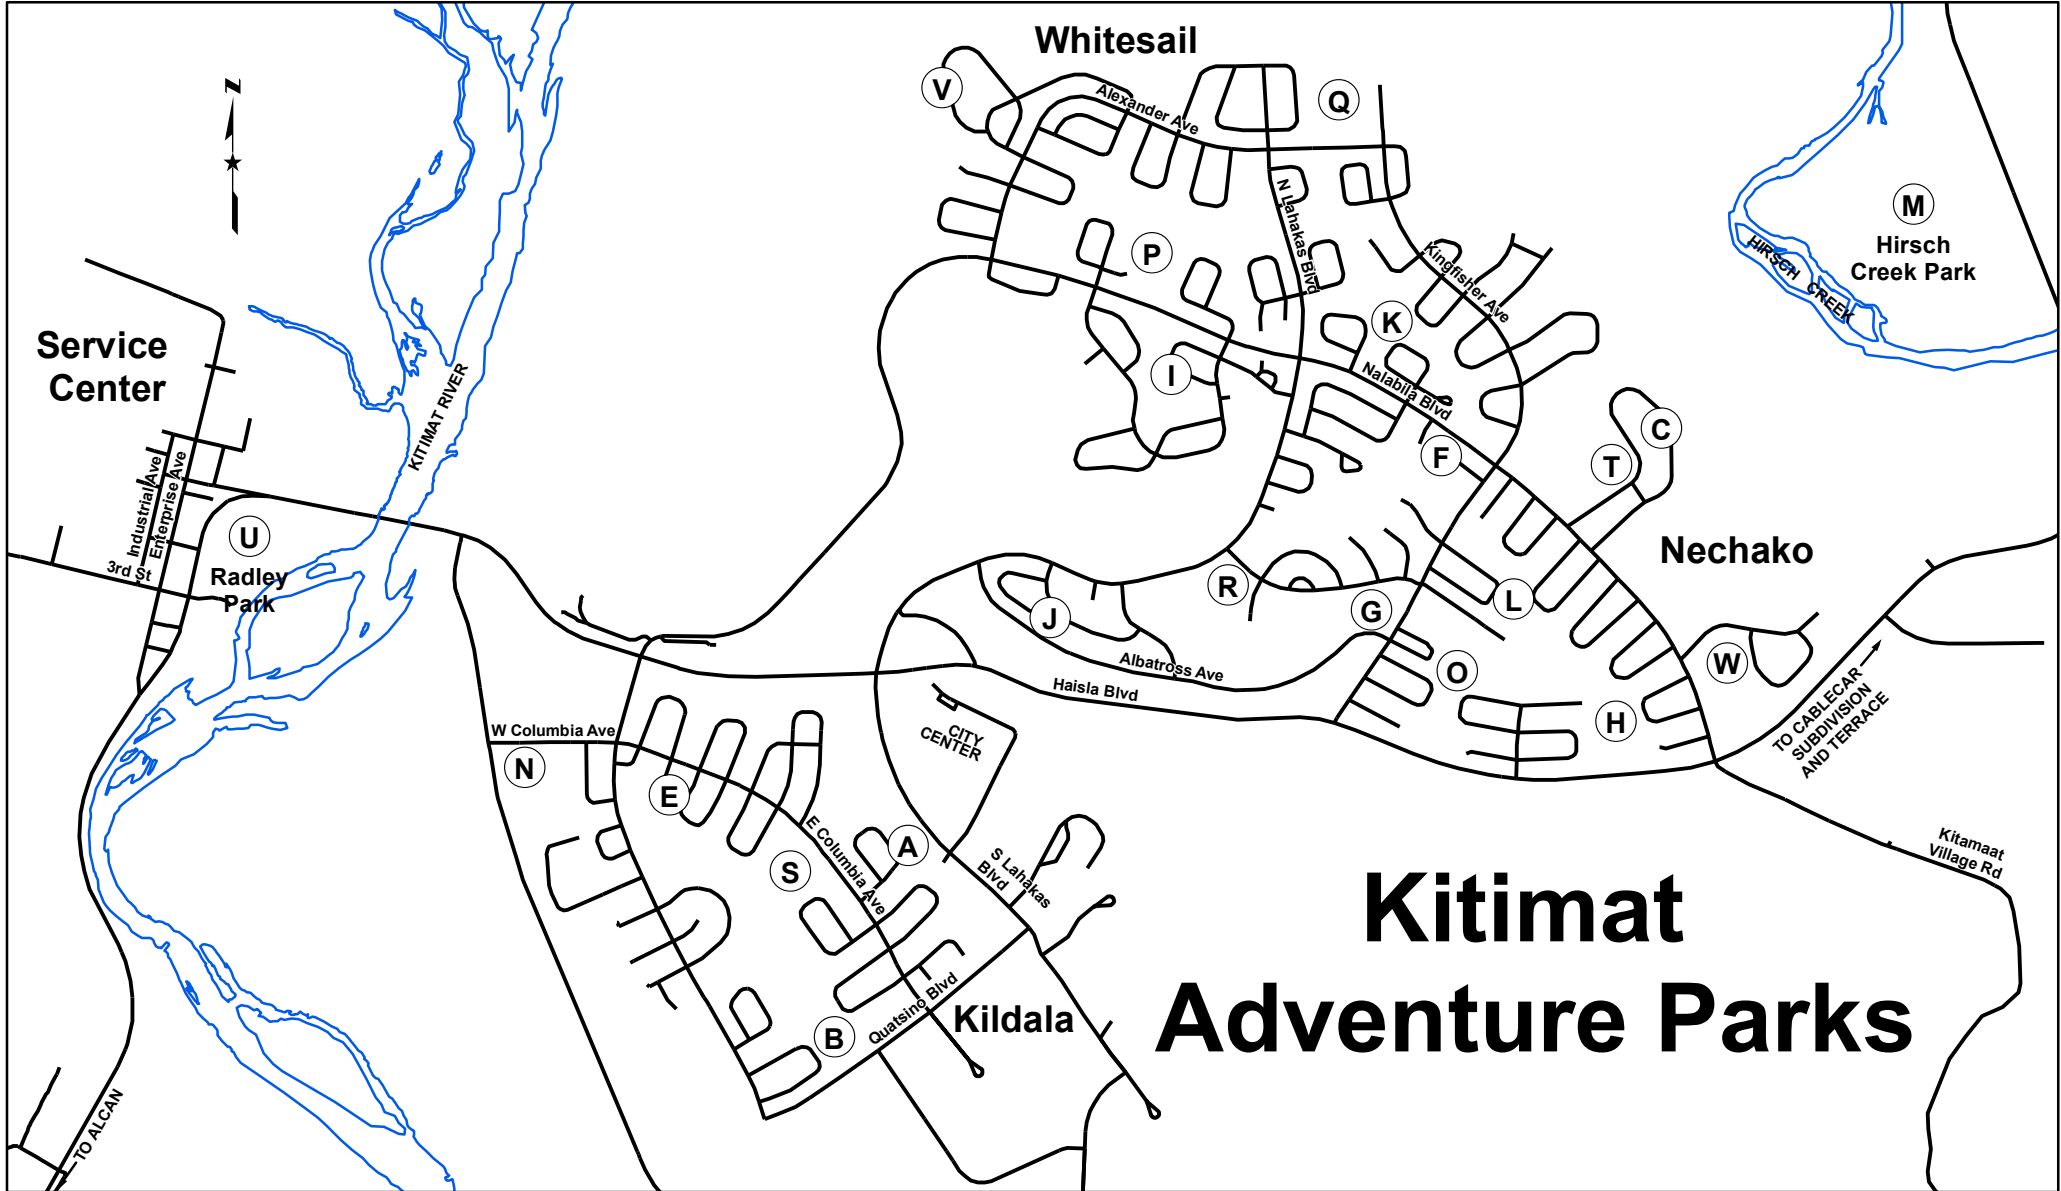 Whitesail
V
Q
Alexander Ave
Z
N Lahakas Blvd
M
Hirsch
Creek Park
HIRSCH
CREEK
P
Kingfisher Ave
K
Service
Center
KITIMAT RIVER
I
Nalabila Blvd
C
T
F
Industrial Ave
Enterprise Ave
U
Radley
Park
3rd St
Nechako
R
L
G
J
O
W
Albatross Ave
Haisla Blvd
H
TO CABLECAR
SUBDIVISION
AND TERRACE
W Columbia Ave
N
E
CITY
CENTER
E Columbia Ave
A
S
S Lahakas
Blvd
Kitamaat
Village Rd
Kitimat
Adventure Parks
Quatsino Blvd
Kildala
B
TO ALCAN